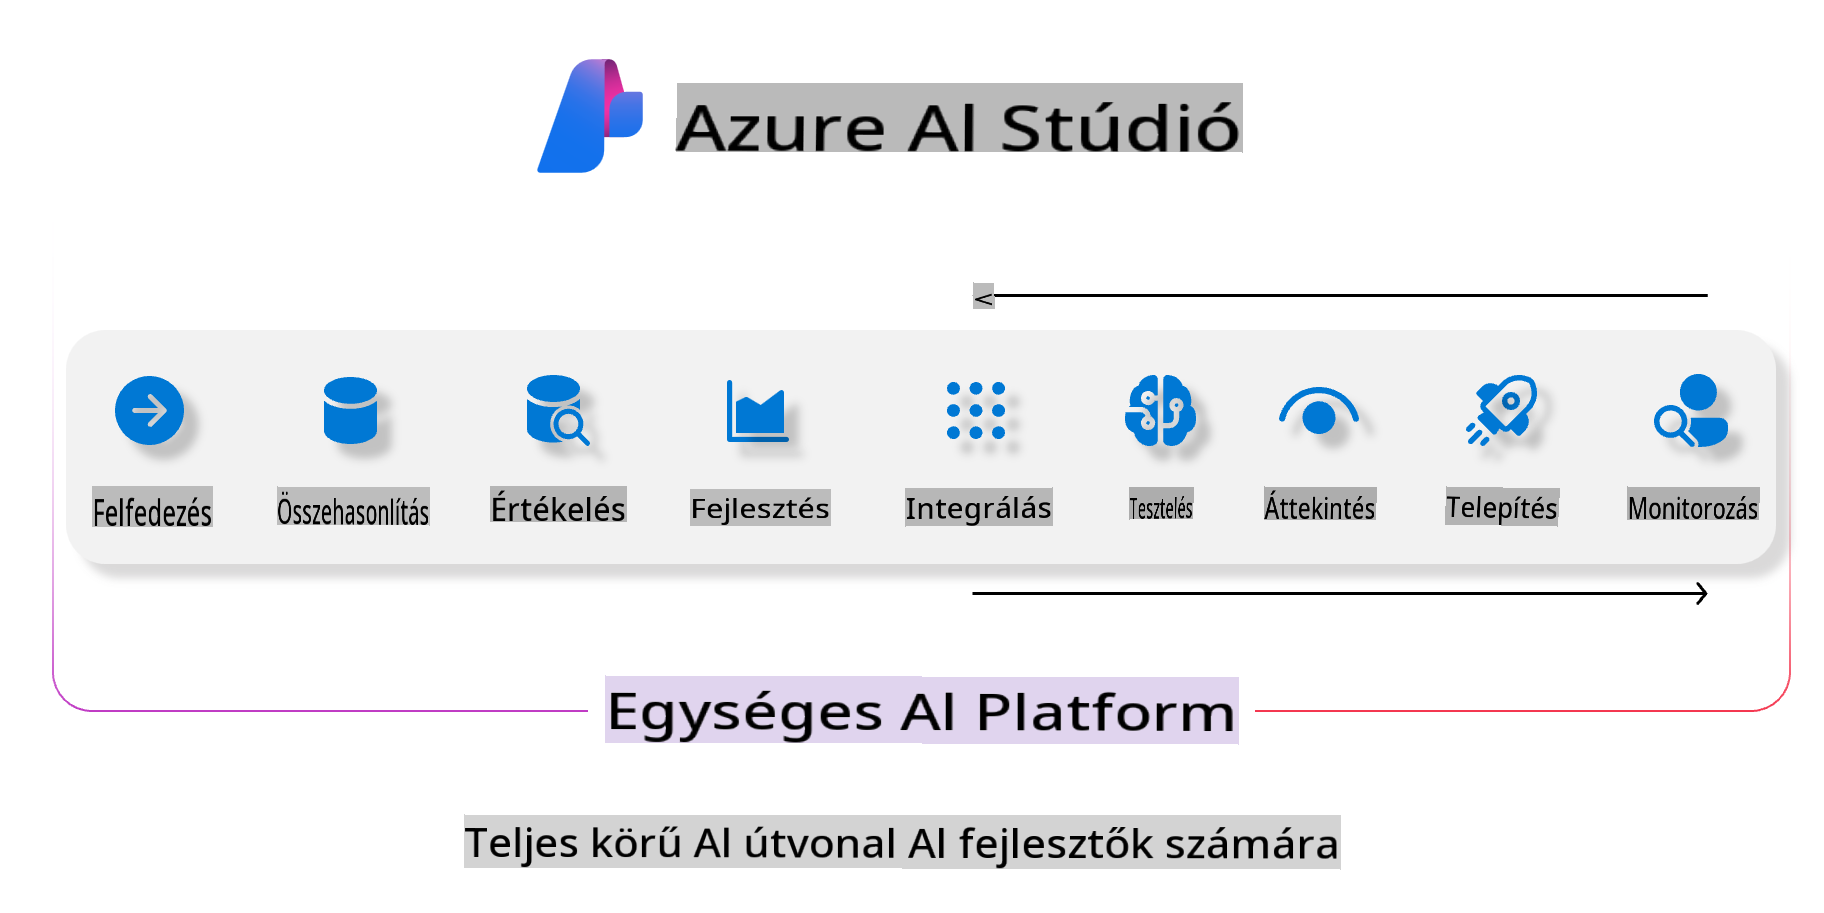 Azure AI Stúdió
<
Felfedezés Összehasonlítás Értékelés Fejlesztés Integrálás Tesztelés Áttekintés Telepítés Monitorozás
Egységes AI Platform
Teljes körű AI útvonal AI fejlesztők számára